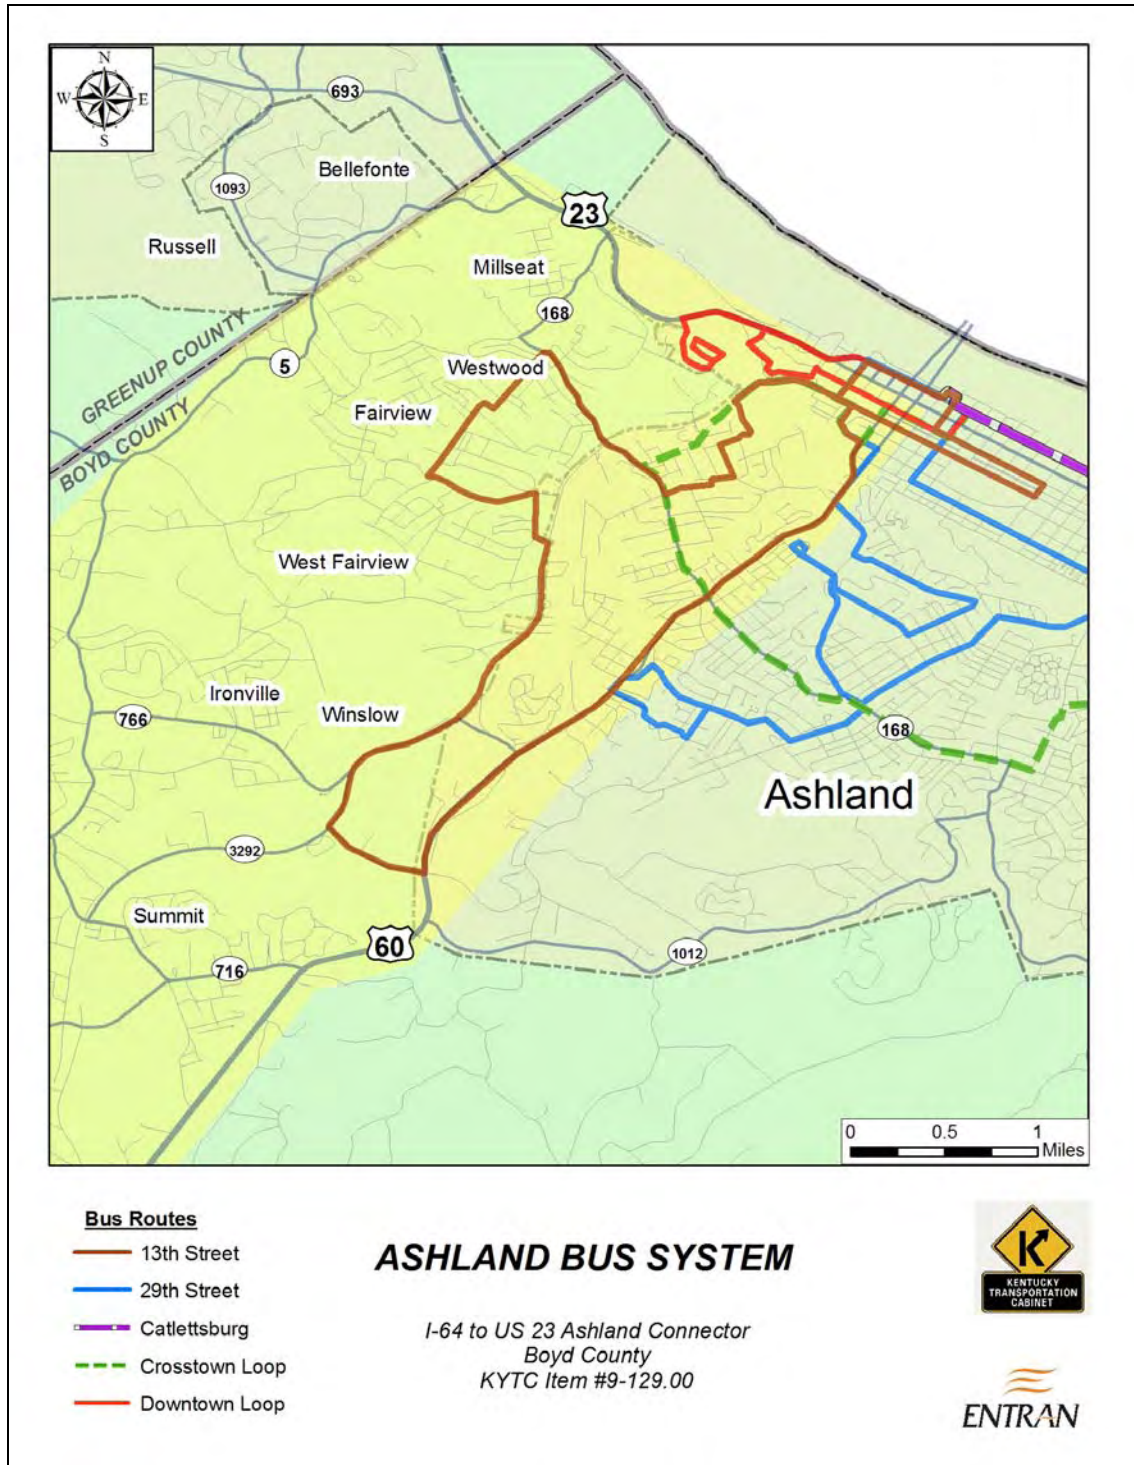 N
W E
S
693
Bellefonte
1093
23
Russell
Millseat
168
GREENUP COUNTY
5
Westwood
Fairview
BOYD COUNTY
West Fairview
Ironville
Winslow
766
168
Ashland
3292
Summit
60
1012
716
0 0.5 1
Miles
Bus Routes
13th Street
29th Street
Catlettsburg
Crosstown Loop
Downtown Loop
ASHLAND BUS SYSTEM
I-64 to US 23 Ashland Connector
Boyd County
KYTC Item #9-129.00
K
KENTUCKY
TRANSPORTATION
CABINET
ENTRAN